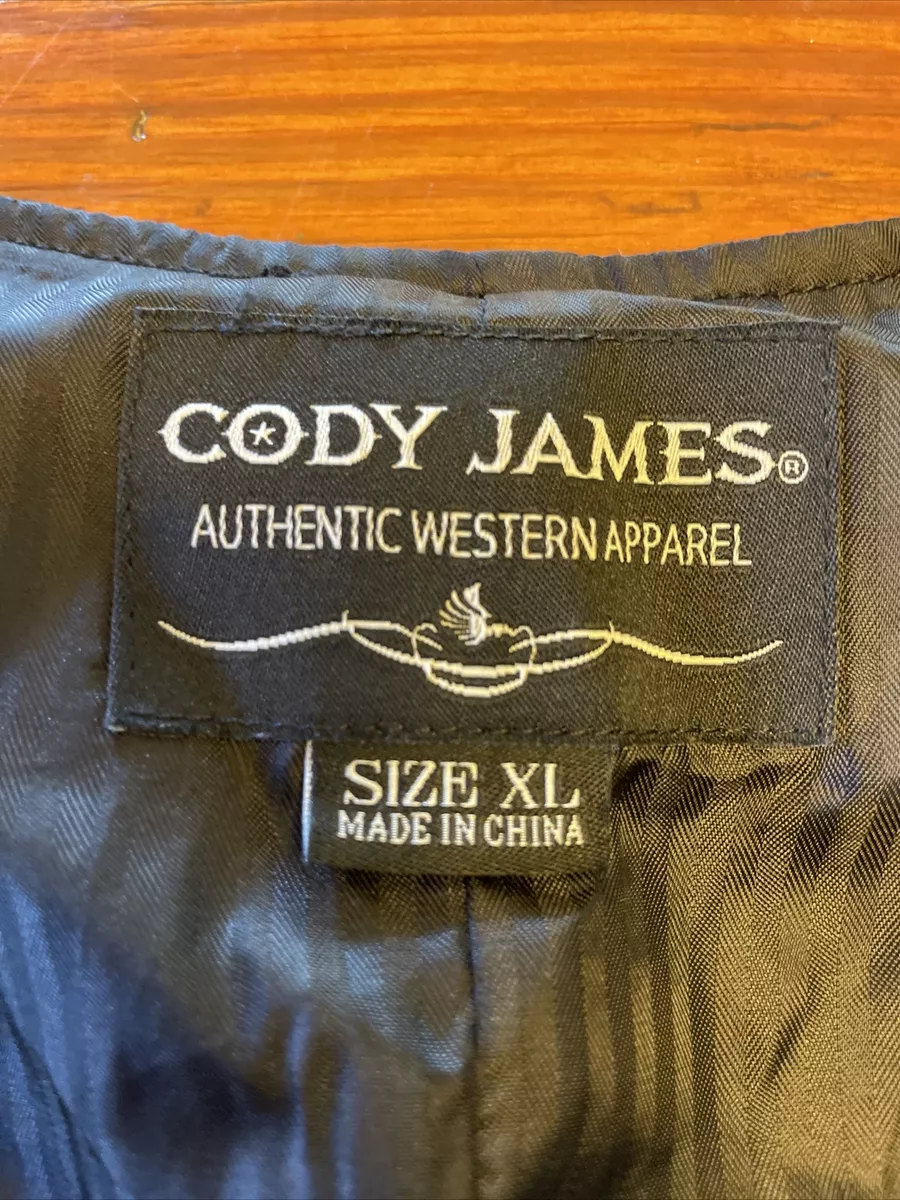 CODY JAMES®
AUTHENTIC WESTERN APPAREL
SIZE XL
MADE IN CHINA